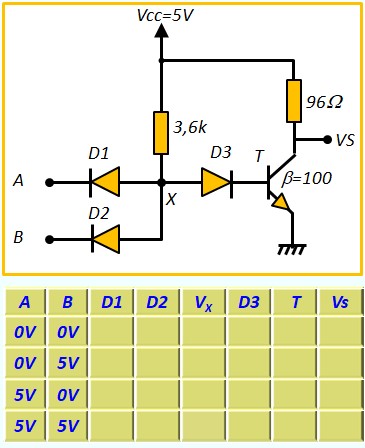 Vcc=5V
3,6k
96Ω
VS
D1
D3
T
A
X
β=100
D2
B
A B D1 D2 VX D3 T Vs
0V 0V
0V 5V
5V 0V
5V 5V